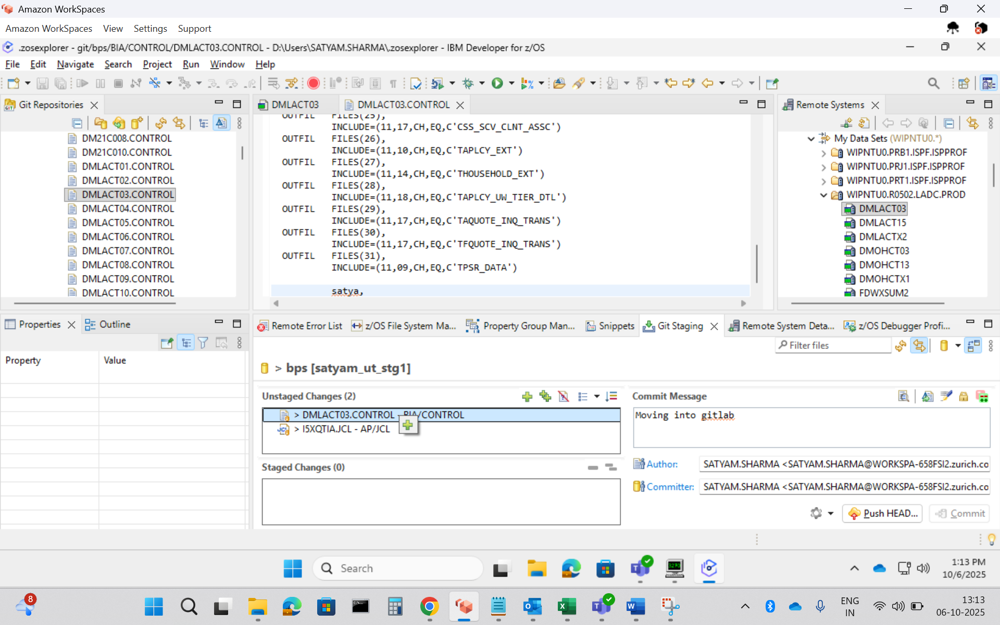 Amazon WorkSpaces
Amazon WorkSpaces View Settings Support
.zosexplorer - git/bps/BIA/CONTROL/DMLACT03.CONTROL - D:\Users\SATYAM.SHARMA\.zosexplorer - IBM Developer for z/OS
File Edit Navigate Search Project Run Window Help
Git Repositories
DM21C008.CONTROL
DM21C010.CONTROL
DMLACT01.CONTROL
DMLACT02.CONTROL
DMLACT03.CONTROL
DMLACT04.CONTROL
DMLACT05.CONTROL
DMLACT06.CONTROL
DMLACT07.CONTROL
DMLACT08.CONTROL
DMLACT09.CONTROL
DMLACT10.CONTROL
DMLACT03 DMLACT03.CONTROL
OUTFIL FILES(25),
INCLUDE=(11,17,CH,EQ,C'CSS_SCV_CLNT_ASSC')
OUTFIL FILES(26),
INCLUDE=(11,10,CH,EQ,C'TAPLCY_EXT')
OUTFIL FILES(27),
INCLUDE=(11,14,CH,EQ,C'THOUSEHOLD_EXT')
OUTFIL FILES(28),
INCLUDE=(11,18,CH,EQ,C'TAPLCY_UW_TIER_DTL')
OUTFIL FILES(29),
INCLUDE=(11,17,CH,EQ,C'TAQUOTE_INQ_TRANS')
OUTFIL FILES(30),
INCLUDE=(11,17,CH,EQ,C'TFQUOTE_INQ_TRANS')
OUTFIL FILES(31),
INCLUDE=(11,09,CH,EQ,C'TPSR_DATA')
satya,
Remote Systems
My Data Sets (WIPNTU0.*)
WIPNTU0.PRB1.ISPF.ISPPROF
WIPNTU0.PRJ1.ISPF.ISPPROF
WIPNTU0.PRT1.ISPF.ISPPROF
WIPNTU0.R0502.LADC.PROD
DMLACT03
DMLACT15
DMLACTX2
DMOHCT03
DMOHCT13
DMOHCTX1
FDWXSUM2
Properties Outline
Property Value
Remote Error List z/OS File System Ma... Property Group Man... Snippets Git Staging Remote System Deta... z/OS Debugger Profi...
Filter files
> bps [satyam_ut_stg1]
Unstaged Changes (2)
> DMLACT03.CONTROL - BIA/CONTROL
JCL > I5XQTIA.JCL - AP/JCL
Staged Changes (0)
Commit Message
Moving into gitlab
Author: SATYAM.SHARMA <SATYAM.SHARMA@WORKSPA-658FSI2.zurich.co
Committer: SATYAM.SHARMA <SATYAM.SHARMA@WORKSPA-658FSI2.zurich.co
Push HEAD... Commit
Search
3270
1:13 PM
10/6/2025
8
ENG
IN
13:13
06-10-2025